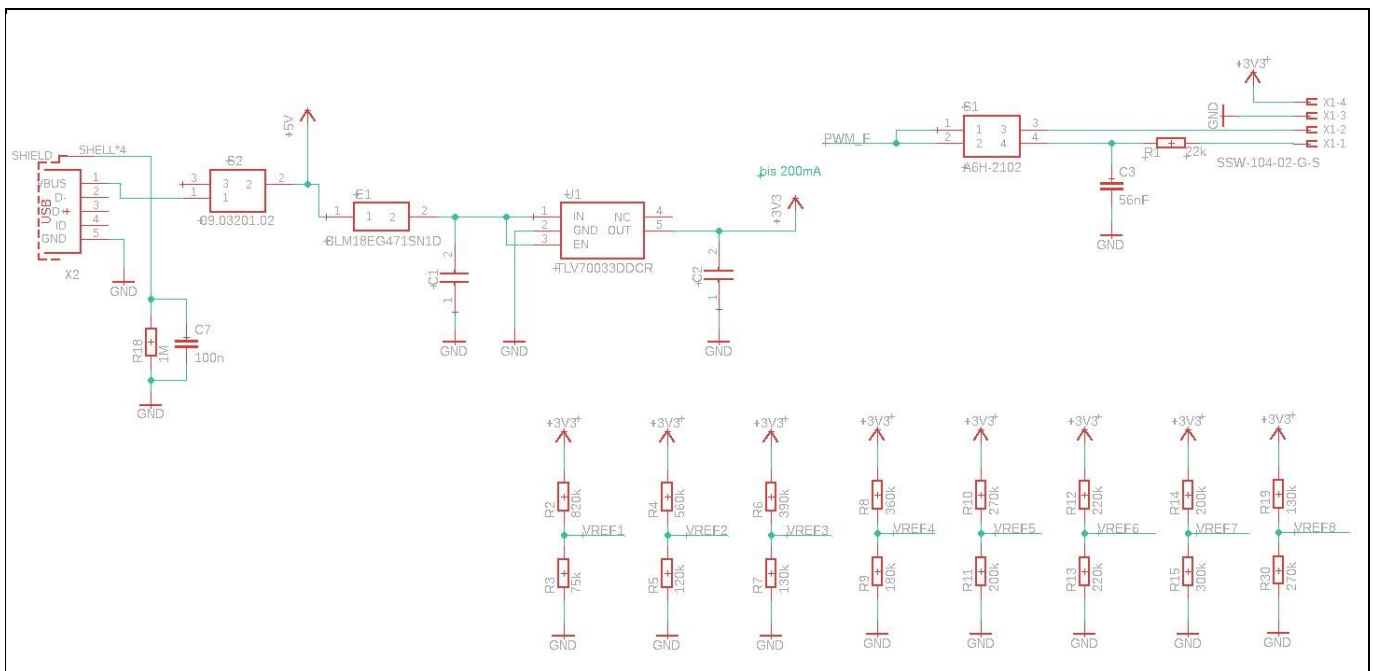 SHIELD
SHELL*4
VBUS 1
D- 2
D+ 3
ID 4
GND 5
USB
X2
GND
R18
1M
C7
100n
GND
S2
3 3 2 2
1 1
09.03201.02
+5V
1 1 2 2
BLM18EG471SN1D
2
C1
1
GND
GND
U1
1 IN NC 4
2 GND OUT 5
3 EN
TLV70033DDCR
2
C2
1
GND
bis 200mA
+3V3
PWM_F
S1
1 1 3 3
2 2 4 4
A6H-2102
C3
56nF
GND
R1
22k
+3V3
GND
X1-4
X1-3
X1-2
X1-1
SSW-104-02-G-S
+3V3
R2
820k
VREF1
R3
75k
GND
+3V3
R4
560k
VREF2
R5
120k
GND
+3V3
R6
390k
VREF3
R7
130k
GND
+3V3
R8
360k
VREF4
R9
180k
GND
+3V3
R10
270k
VREF5
R11
200k
GND
+3V3
R12
220k
VREF6
R13
220k
GND
+3V3
R14
200k
VREF7
R15
300k
GND
+3V3
R19
130k
VREF8
R30
270k
GND